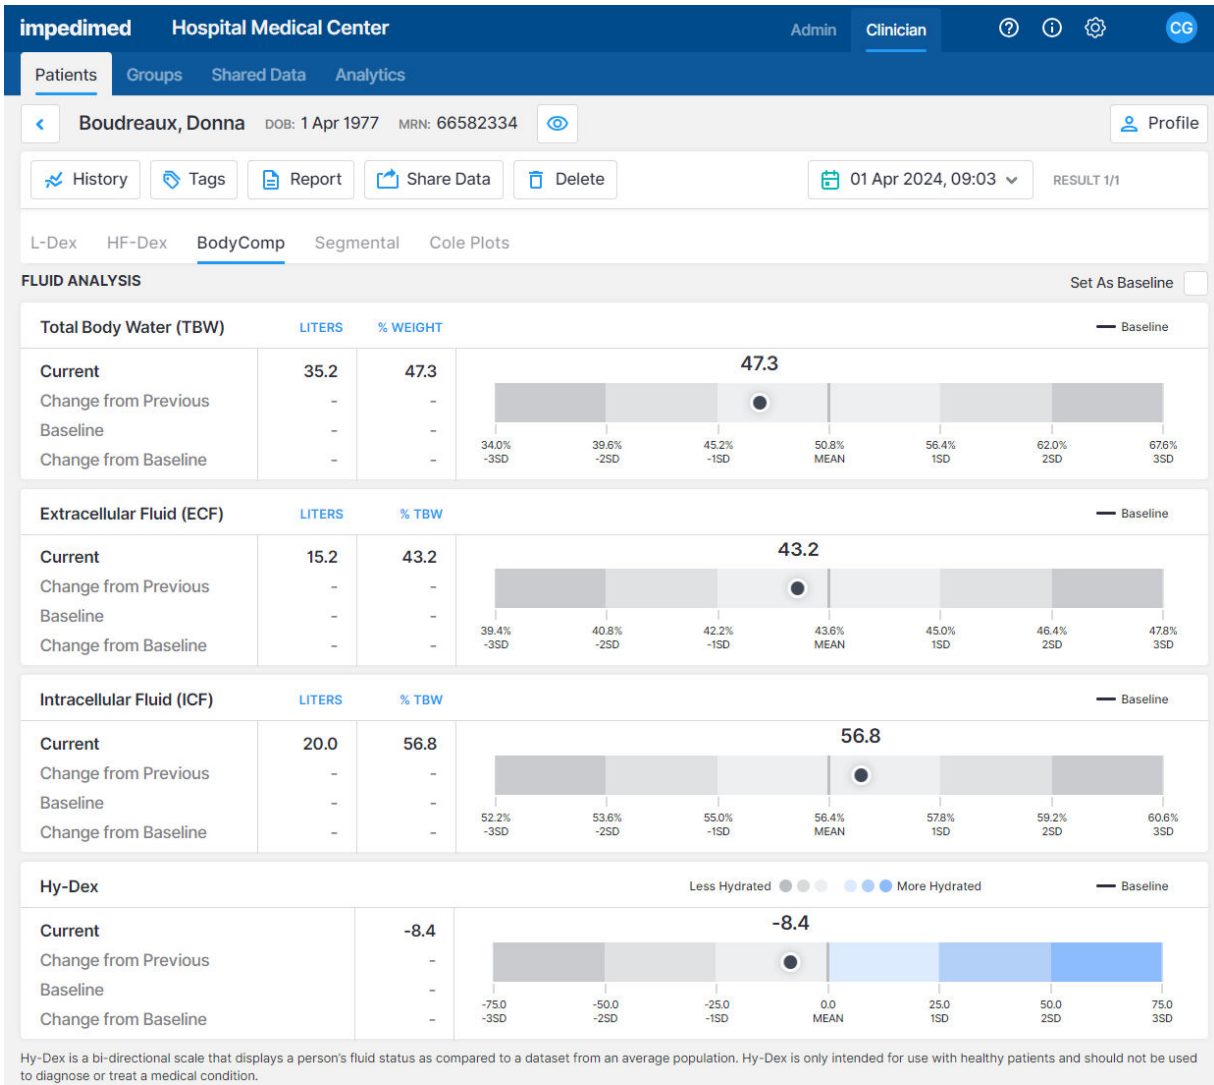 impedimed Hospital Medical Center Admin Clinician CG
Patients Groups Shared Data Analytics
Boudreaux, Donna DOB: 1 Apr 1977 MRN: 66582334 Profile
History Tags Report Share Data Delete 01 Apr 2024, 09:03 RESULT 1/1
L-Dex HF-Dex BodyComp Segmental Cole Plots
FLUID ANALYSIS Set As Baseline
Total Body Water (TBW) LITERS % WEIGHT Baseline
47.3
Current 35.2 47.3
Change from Previous - -
Baseline - -
34.0% 39.6% 45.2% 50.8% 56.4% 62.0% 67.6%
-3SD -2SD -1SD MEAN 1SD 2SD 3SD
Change from Baseline - -
Extracellular Fluid (ECF) LITERS % TBW Baseline
43.2
Current 15.2 43.2
Change from Previous - -
Baseline - -
39.4% 40.8% 42.2% 43.6% 45.0% 46.4% 47.8%
-3SD -2SD -1SD MEAN 1SD 2SD 3SD
Change from Baseline - -
Intracellular Fluid (ICF) LITERS % TBW Baseline
56.8
Current 20.0 56.8
Change from Previous - -
Baseline - -
52.2% 53.6% 55.0% 56.4% 57.8% 59.2% 60.6%
-3SD -2SD -1SD MEAN 1SD 2SD 3SD
Change from Baseline - -
Hy-Dex Less Hydrated More Hydrated Baseline
-8.4
Current -8.4
Change from Previous -
Baseline -
-75.0 -50.0 -25.0 0.0 25.0 50.0 75.0
-3SD -2SD -1SD MEAN 1SD 2SD 3SD
Change from Baseline -
Hy-Dex is a bi-directional scale that displays a person's fluid status as compared to a dataset from an average population. Hy-Dex is only intended for use with healthy patients and should not be used
to diagnose or treat a medical condition.